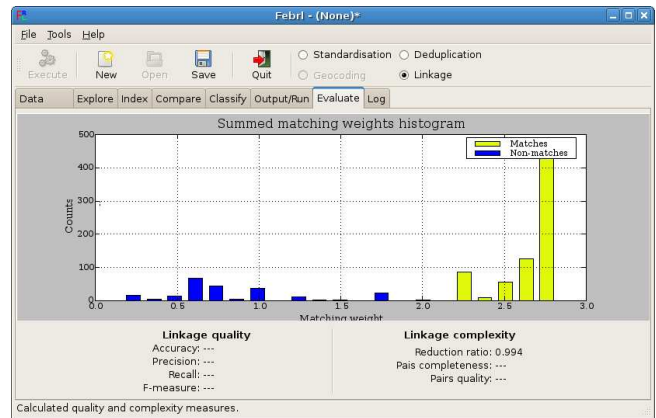 Febrl - (None)*
File Tools Help
Execute New Open Save Quit
Standardisation Deduplication
Geocoding Linkage
Data Explore Index Compare Classify Output/Run Evaluate Log
Summed matching weights histogram
Matches
Non-matches
500
400
300
200
100
0
Counts
0.0 0.5 1.0 1.5 2.0 2.5 3.0
Matching weight
Linkage quality
Accuracy: ---
Precision: ---
Recall: ---
F-measure: ---
Linkage complexity
Reduction ratio: 0.994
Pais completeness: ---
Pairs quality: ---
Calculated quality and complexity measures.